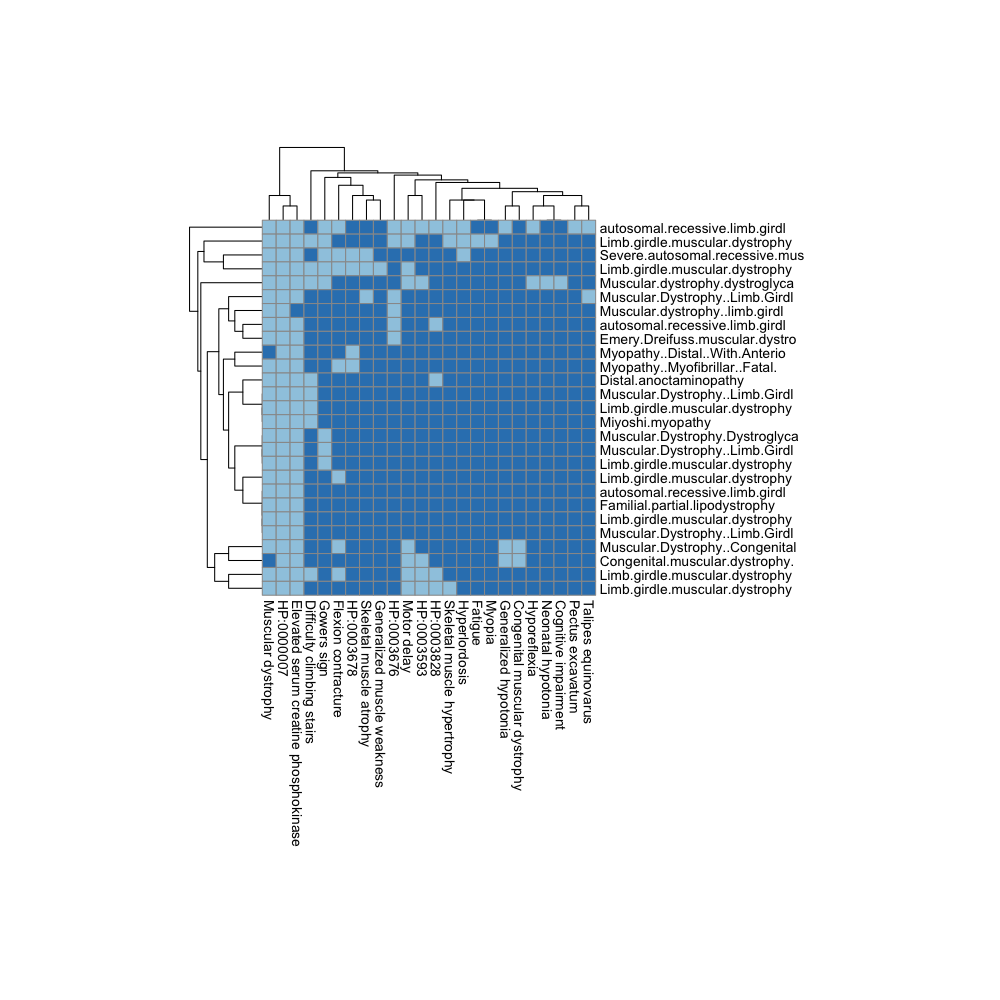 autosomal.recessive.limb.girdl
Limb.girdle.muscular.dystrophy
Severe.autosomal.recessive.mus
Limb.girdle.muscular.dystrophy
Muscular.dystrophy.dystroglyca
Muscular.Dystrophy..Limb.Girdl
Muscular.dystrophy..limb.girdl
autosomal.recessive.limb.girdl
Emery.Dreifuss.muscular.dystro
Myopathy..Distal..With.Anterio
Myopathy..Myofibrillar..Fatal.
Distal.anoctaminopathy
Muscular.Dystrophy..Limb.Girdl
Limb.girdle.muscular.dystrophy
Miyoshi.myopathy
Muscular.Dystrophy.Dystroglyca
Muscular.Dystrophy..Limb.Girdl
Limb.girdle.muscular.dystrophy
Limb.girdle.muscular.dystrophy
autosomal.recessive.limb.girdl
Familial.partial.lipodystrophy
Limb.girdle.muscular.dystrophy
Muscular.Dystrophy..Limb.Girdl
Muscular.Dystrophy..Congenital
Congenital.muscular.dystrophy.
Limb.girdle.muscular.dystrophy
Limb.girdle.muscular.dystrophy
Muscular dystrophy
HP:0000007
Elevated serum creatine phosphokinase
Difficulty climbing stairs
Gowers sign
Flexion contracture
HP:0003678
Skeletal muscle atrophy
Generalized muscle weakness
HP:0003676
Motor delay
HP:0003593
HP:0003828
Skeletal muscle hypertrophy
Hyperlordosis
Fatigue
Myopia
Generalized hypotonia
Congenital muscular dystrophy
Hyporeflexia
Neonatal hypotonia
Cognitive impairment
Pectus excavatum
Talipes equinovarus